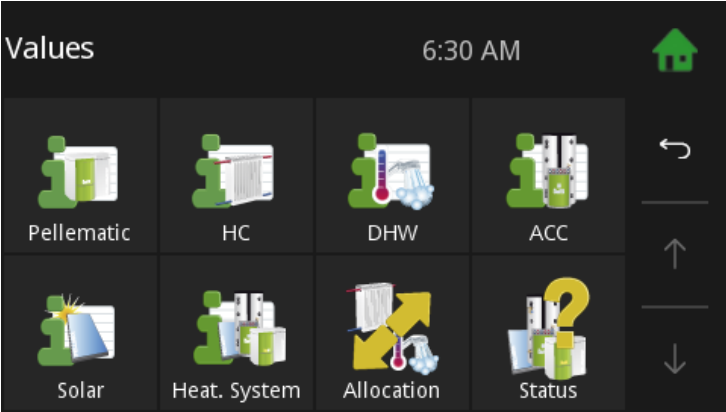 Values
6:30 AM
Pellematic
HC
DHW
ACC
Solar
Heat. System
Allocation
Status